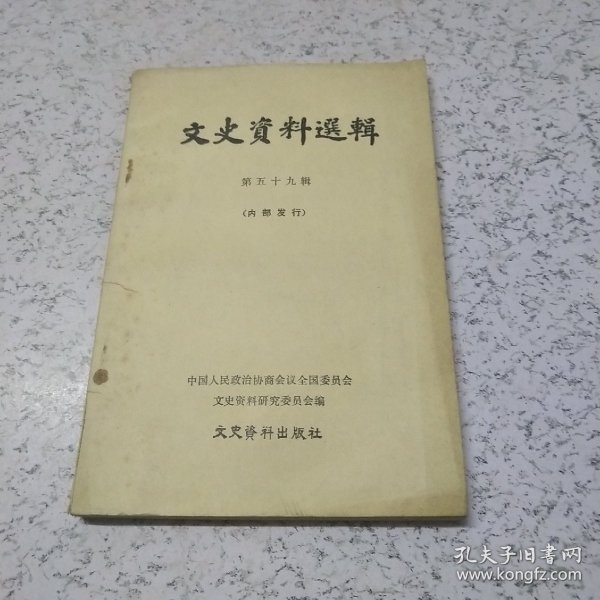 文史資料選輯
第五十九辑
（内部发行）
中国人民政治协商会议全国委员会
文史资料研究委员会编
文史資料出版社
孔夫子旧书网
www.kongfz.com